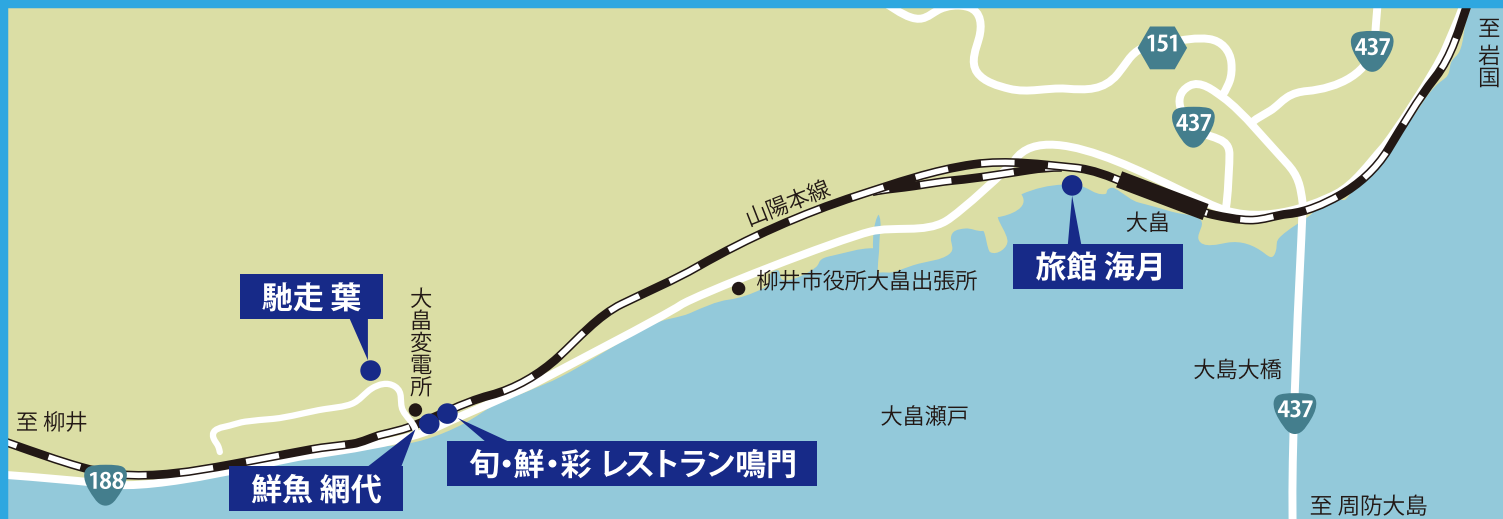 至 岩国
151
437
437
山陽本線
大畠
旅館 海月
柳井市役所大畠出張所
馳走 葉
大畠変電所
大島大橋
437
至 柳井
大畠瀬戸
旬・鮮・彩 レストラン鳴門
188
鮮魚 網代
至 周防大島